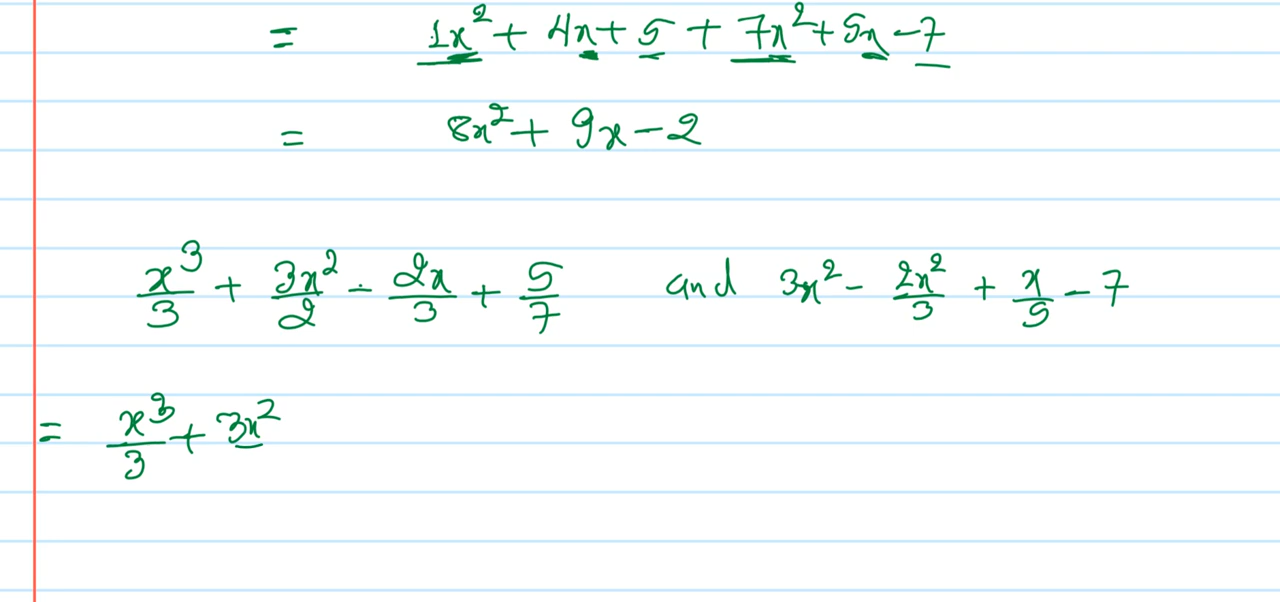 = 1x² + 4x + 5 + 7x² + 5x - 7
= 8x² + 9x - 2
x³/3 + 3x²/2 - 2x/3 + 5/7 and 3x² - 2x²/3 + x/5 - 7
= x³/3 + 3x²